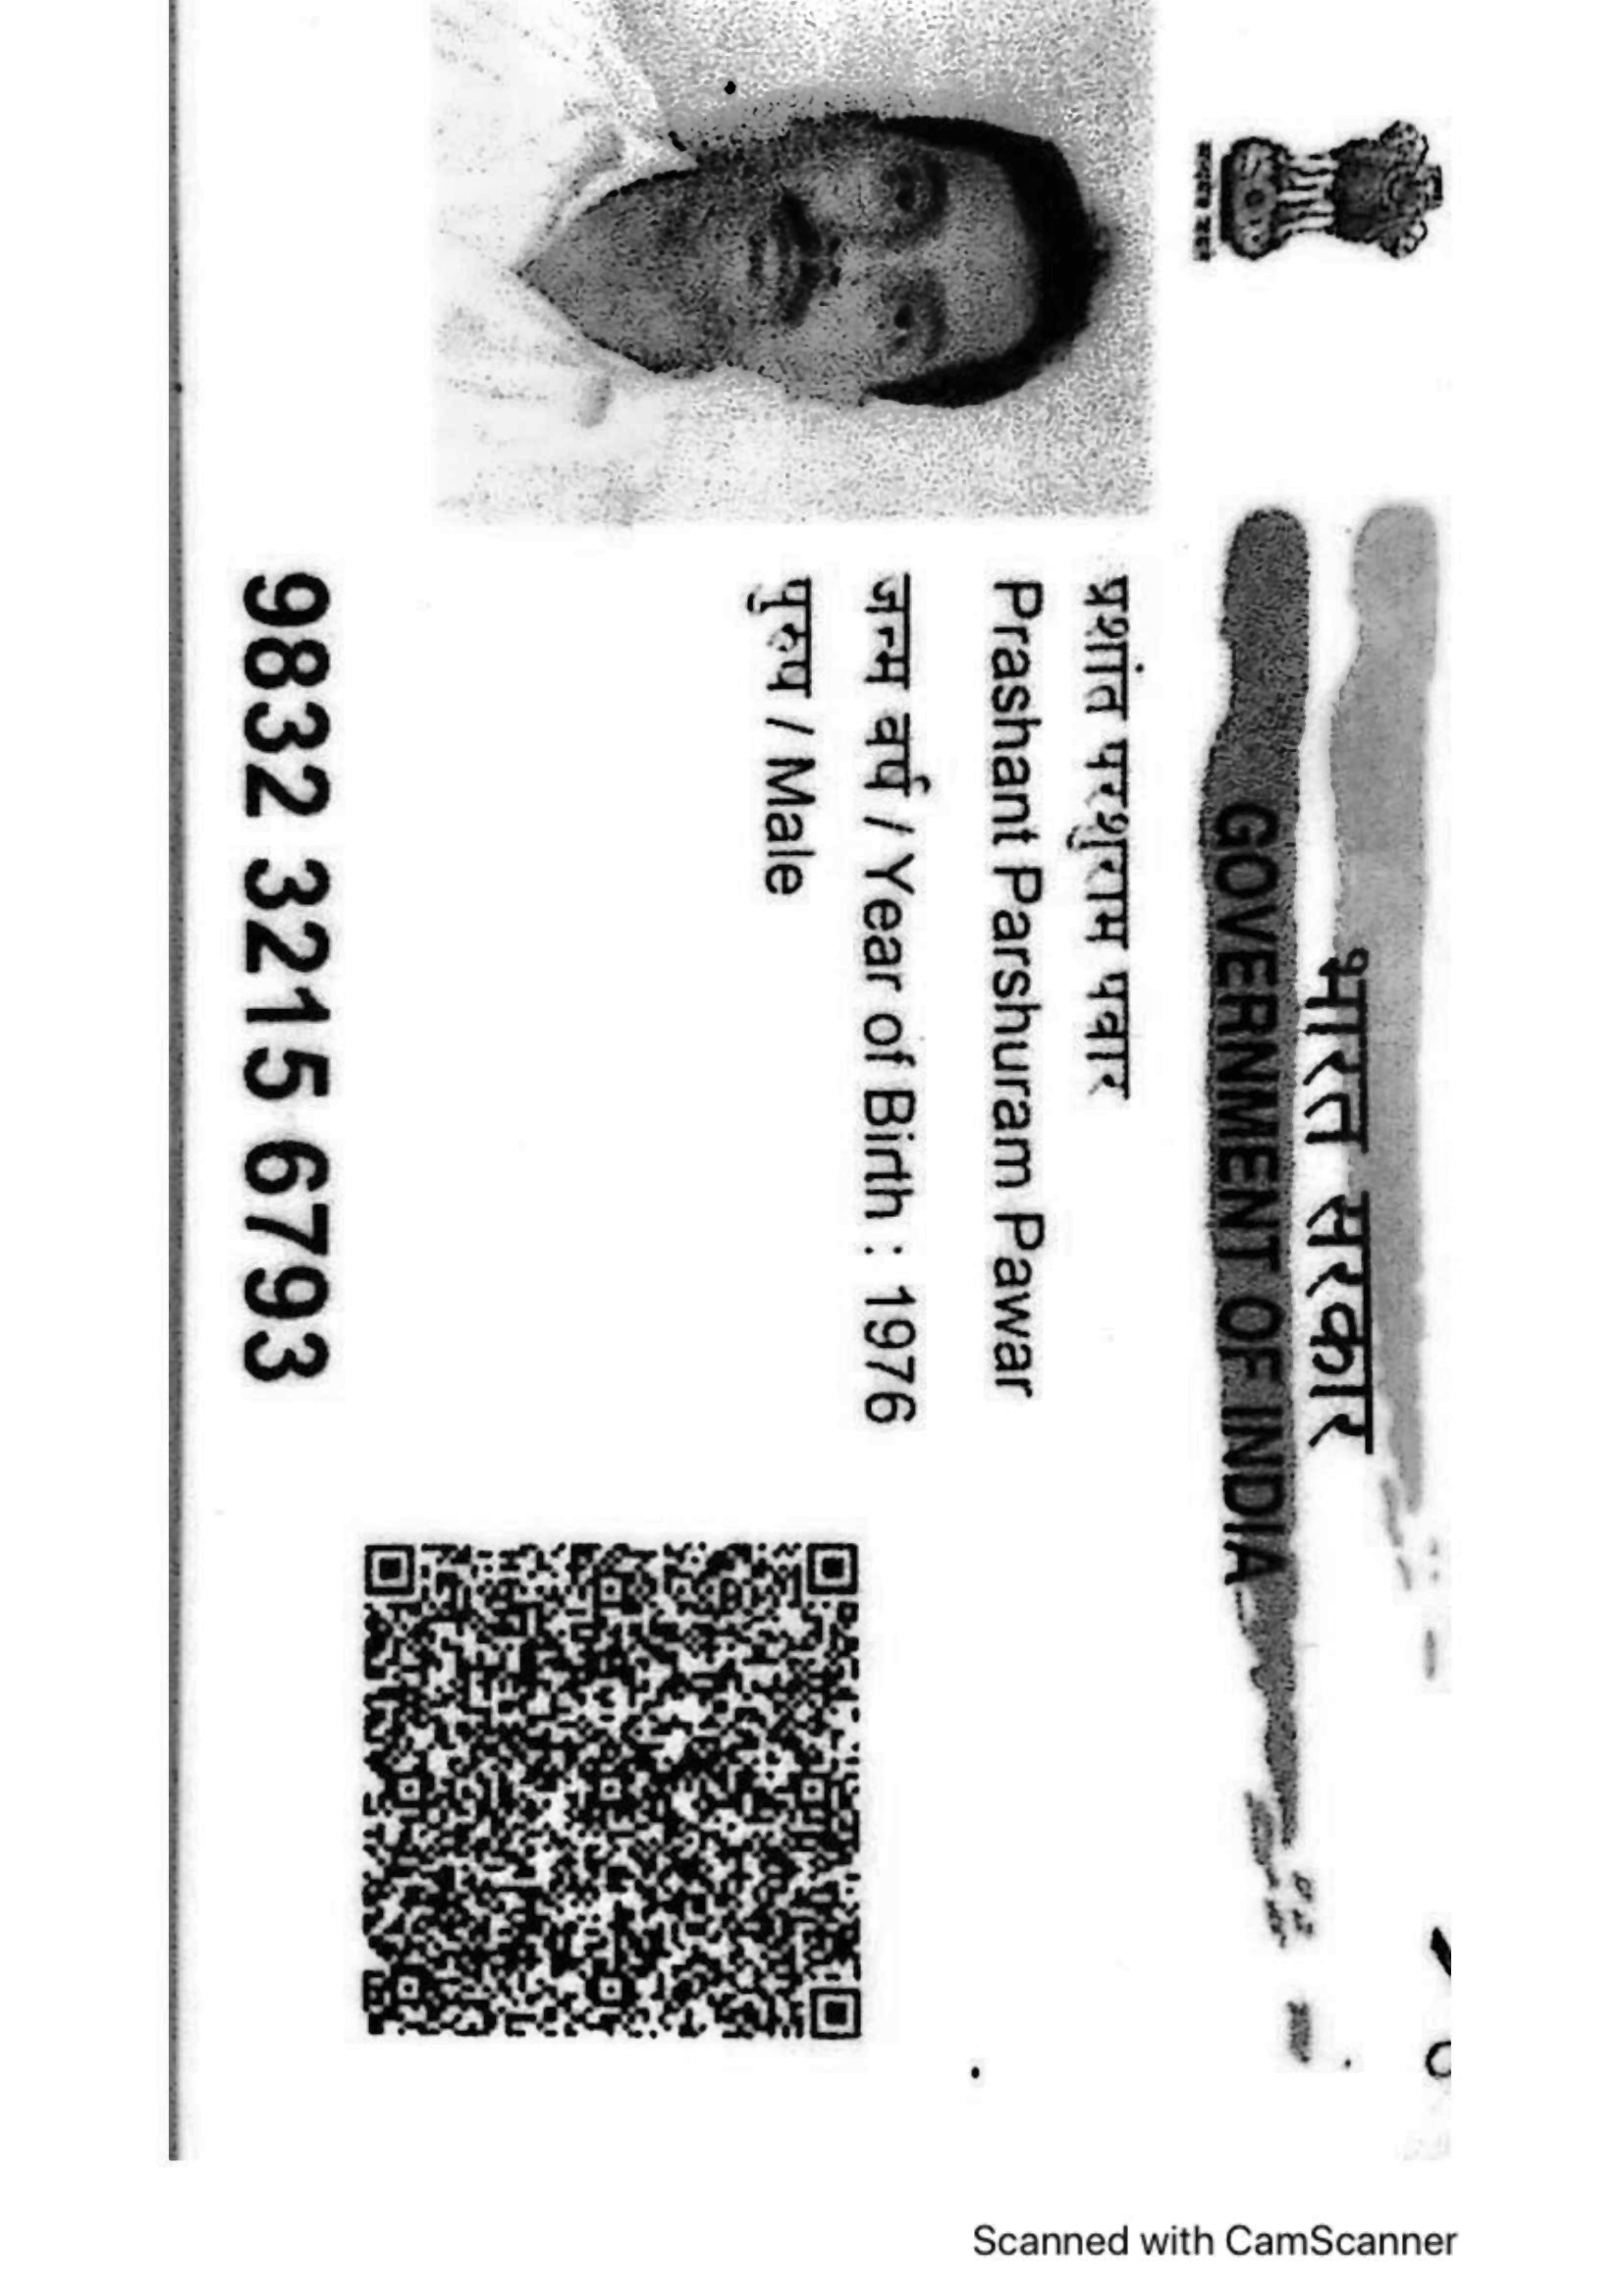 भारत सरकार
GOVERNMENT OF INDIA
प्रशांत परशुराम पवार
Prashant Parshuram Pawar
जन्म वर्ष / Year of Birth : 1976
पुरुष / Male
9832 3215 6793
Scanned with CamScanner